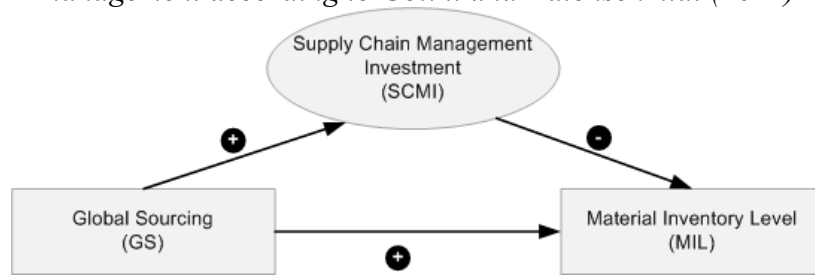 Supply Chain Management
Investment
(SCMI)
+
-
Global Sourcing
(GS)
Material Inventory Level
(MIL)
+